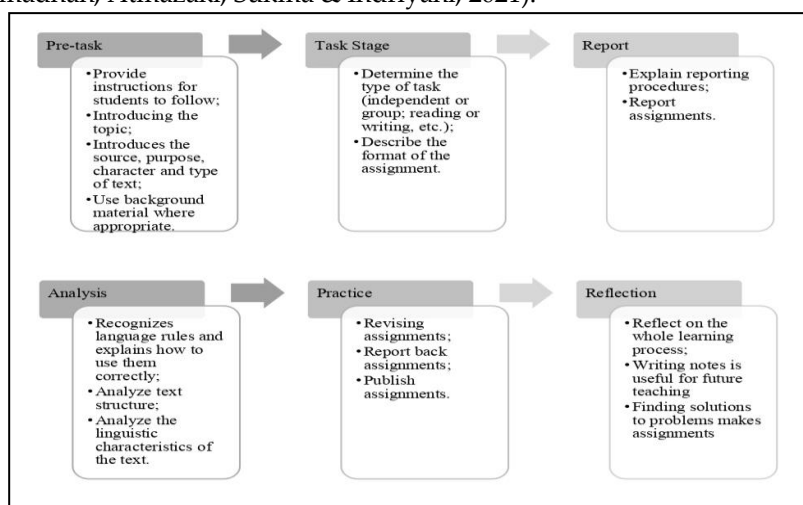 Atmazaki, Sukma & Indriyani, 2021).
Pre-task
•Provide
instructions for
students to follow;
•Introducing the
topic;
•Introduces the
source, purpose,
character and type
of text;
•Use background
material where
appropriate.
Task Stage
•Determine the
type of task
(independent or
group; reading or
writing, etc.);
•Describe the
format of the
assignment.
Report
•Explain reporting
procedures;
•Report
assignments.
Analysis
•Recognizes
language rules and
explains how to
use them
correctly;
•Analyze text
structure;
•Analyze the
linguistic
characteristics of
the text.
Practice
•Revising
assignments;
•Report back
assignments;
•Publish
assignments.
Reflection
•Reflect on the
whole learning
process;
•Writing notes is
useful for future
teaching
•Finding solutions
to problems makes
assignments